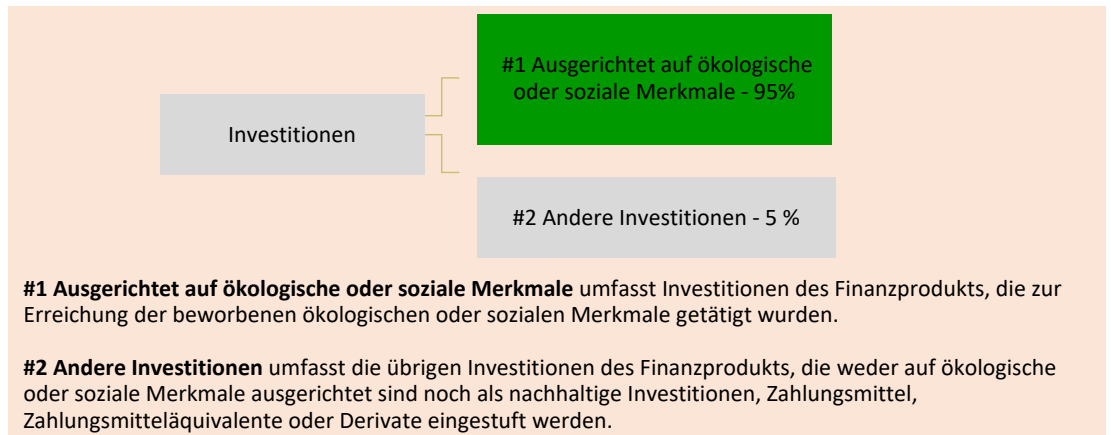 #1 Ausgerichtet auf ökologische
oder soziale Merkmale - 95%
Investitionen
#2 Andere Investitionen - 5 %
#1 Ausgerichtet auf ökologische oder soziale Merkmale umfasst Investitionen des Finanzprodukts, die zur
Erreichung der beworbenen ökologischen oder sozialen Merkmale getätigt wurden.
#2 Andere Investitionen umfasst die übrigen Investitionen des Finanzprodukts, die weder auf ökologische
oder soziale Merkmale ausgerichtet sind noch als nachhaltige Investitionen, Zahlungsmittel,
Zahlungsmitteläquivalente oder Derivate eingestuft werden.